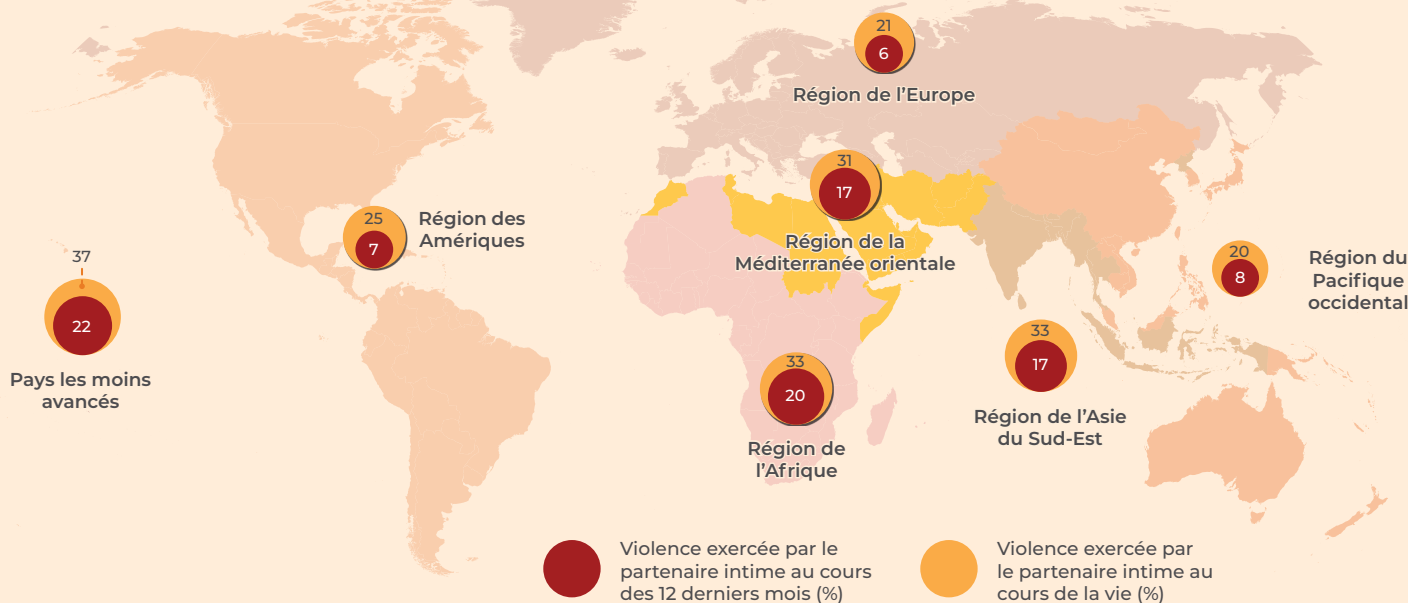 21
6
Région de l’Europe
31
17
Région de la
Méditerranée orientale
25
7
Région des
Amériques
37
22
Pays les moins
avancés
20
8
Région du
Pacifique
occidental
33
17
Région de l’Asie
du Sud-Est
33
20
Région de
l’Afrique
Violence exercée par le
partenaire intime au cours
des 12 derniers mois (%)
Violence exercée par
le partenaire intime au
cours de la vie (%)